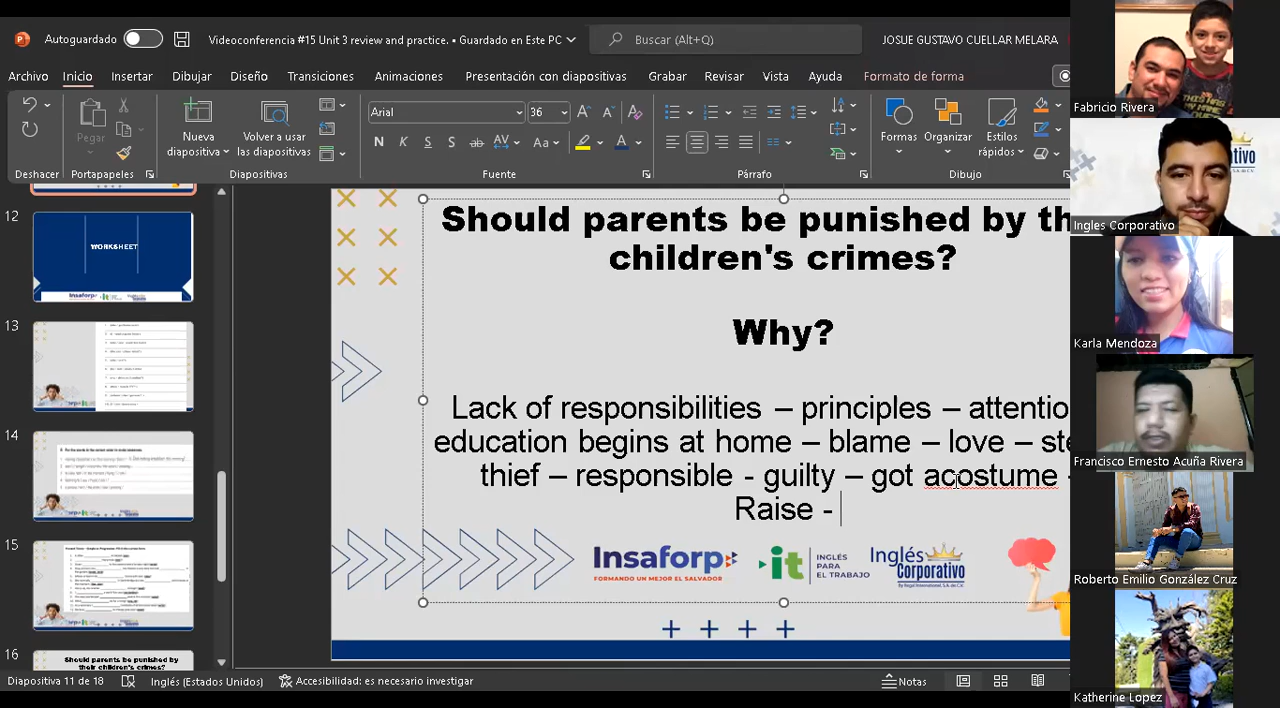 Autoguardado
Videoconferencia #15 Unit 3 review and practice. • Guardo en Este PC
Buscar (Alt+Q)
JOSUE GUSTAVO CUELLAR MELARA
Archivo Inicio Insertar Dibujar Diseño Transiciones Animaciones Presentación con diapositivas Grabar Revisar Vista Ayuda Formato de forma
Pegar
Nueva diapositiva
Volver a usar las diapositivas
Arial 36
N K S S ab AV Aa A
Formas Organizar Estilos rápidos
Deshacer Portapapeles Diapositivas Fuente Párrafo Dibujo
12
WORKSHEET
13
14
15
16
Should parents be punished by
their children's crimes?
Should parents be punished by
children's crimes?
Why?
Lack of responsibilities – principles –
education begins at home – blame – love –
thief – responsible - guilty – got acostume
Raise -
Insaforp
FORMANDO UN MEJOR EL SALVADOR
INGLÉS
PARA
EL TRABAJO
Inglés
Corporativo
Diapositiva 11 de 18
Inglés (Estados Unidos)
Accesibilidad: es necesario investigar
Notas
Fabricio Rivera
Ingles Corporativo
Karla Mendoza
Francisco Ernesto Acuña Rivera
Roberto Emilio González Cruz
Katherine Lopez